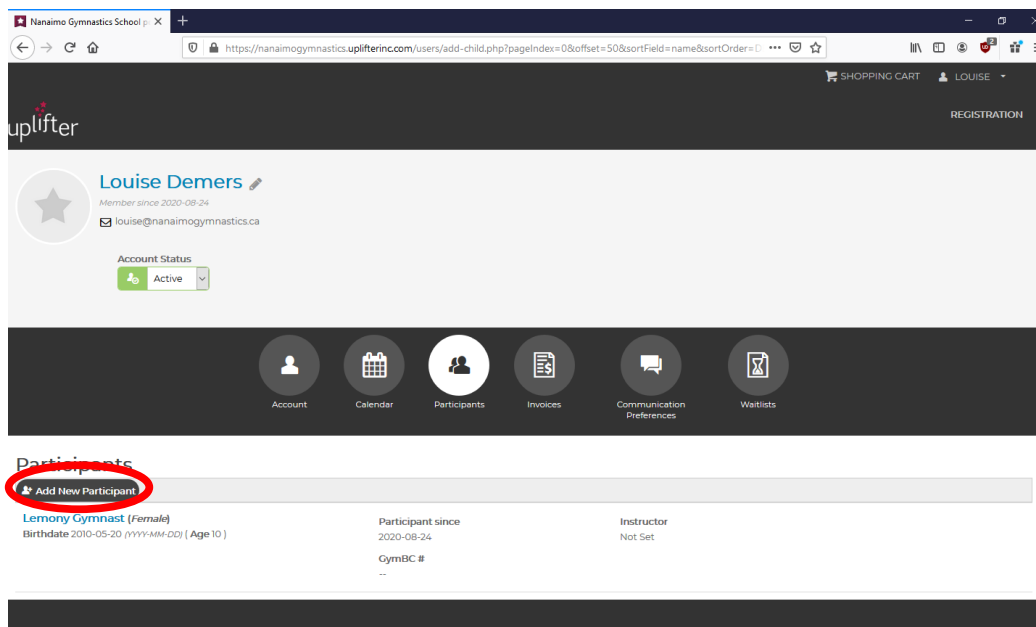 Nanaimo Gymnastics School p
https://nanaimogymnastics.uplifterinc.com/users/add-child.php?pageIndex=0&offset=50&sortField=name&sortOrder=D
2
SHOPPING CART LOUISE
REGISTRATION
uplifter
Louise Demers
Member since 2020-08-24
louise@nanaimogymnastics.ca
Account Status
Active
Account Calendar Participants Invoices Communication Preferences Waitlists
Participants
Add New Participant
Lemony Gymnast (Female)
Birthdate 2010-05-20 (YYYY-MM-DD) ( Age 10 )
Participant since
2020-08-24
GymBC #
--
Instructor
Not Set